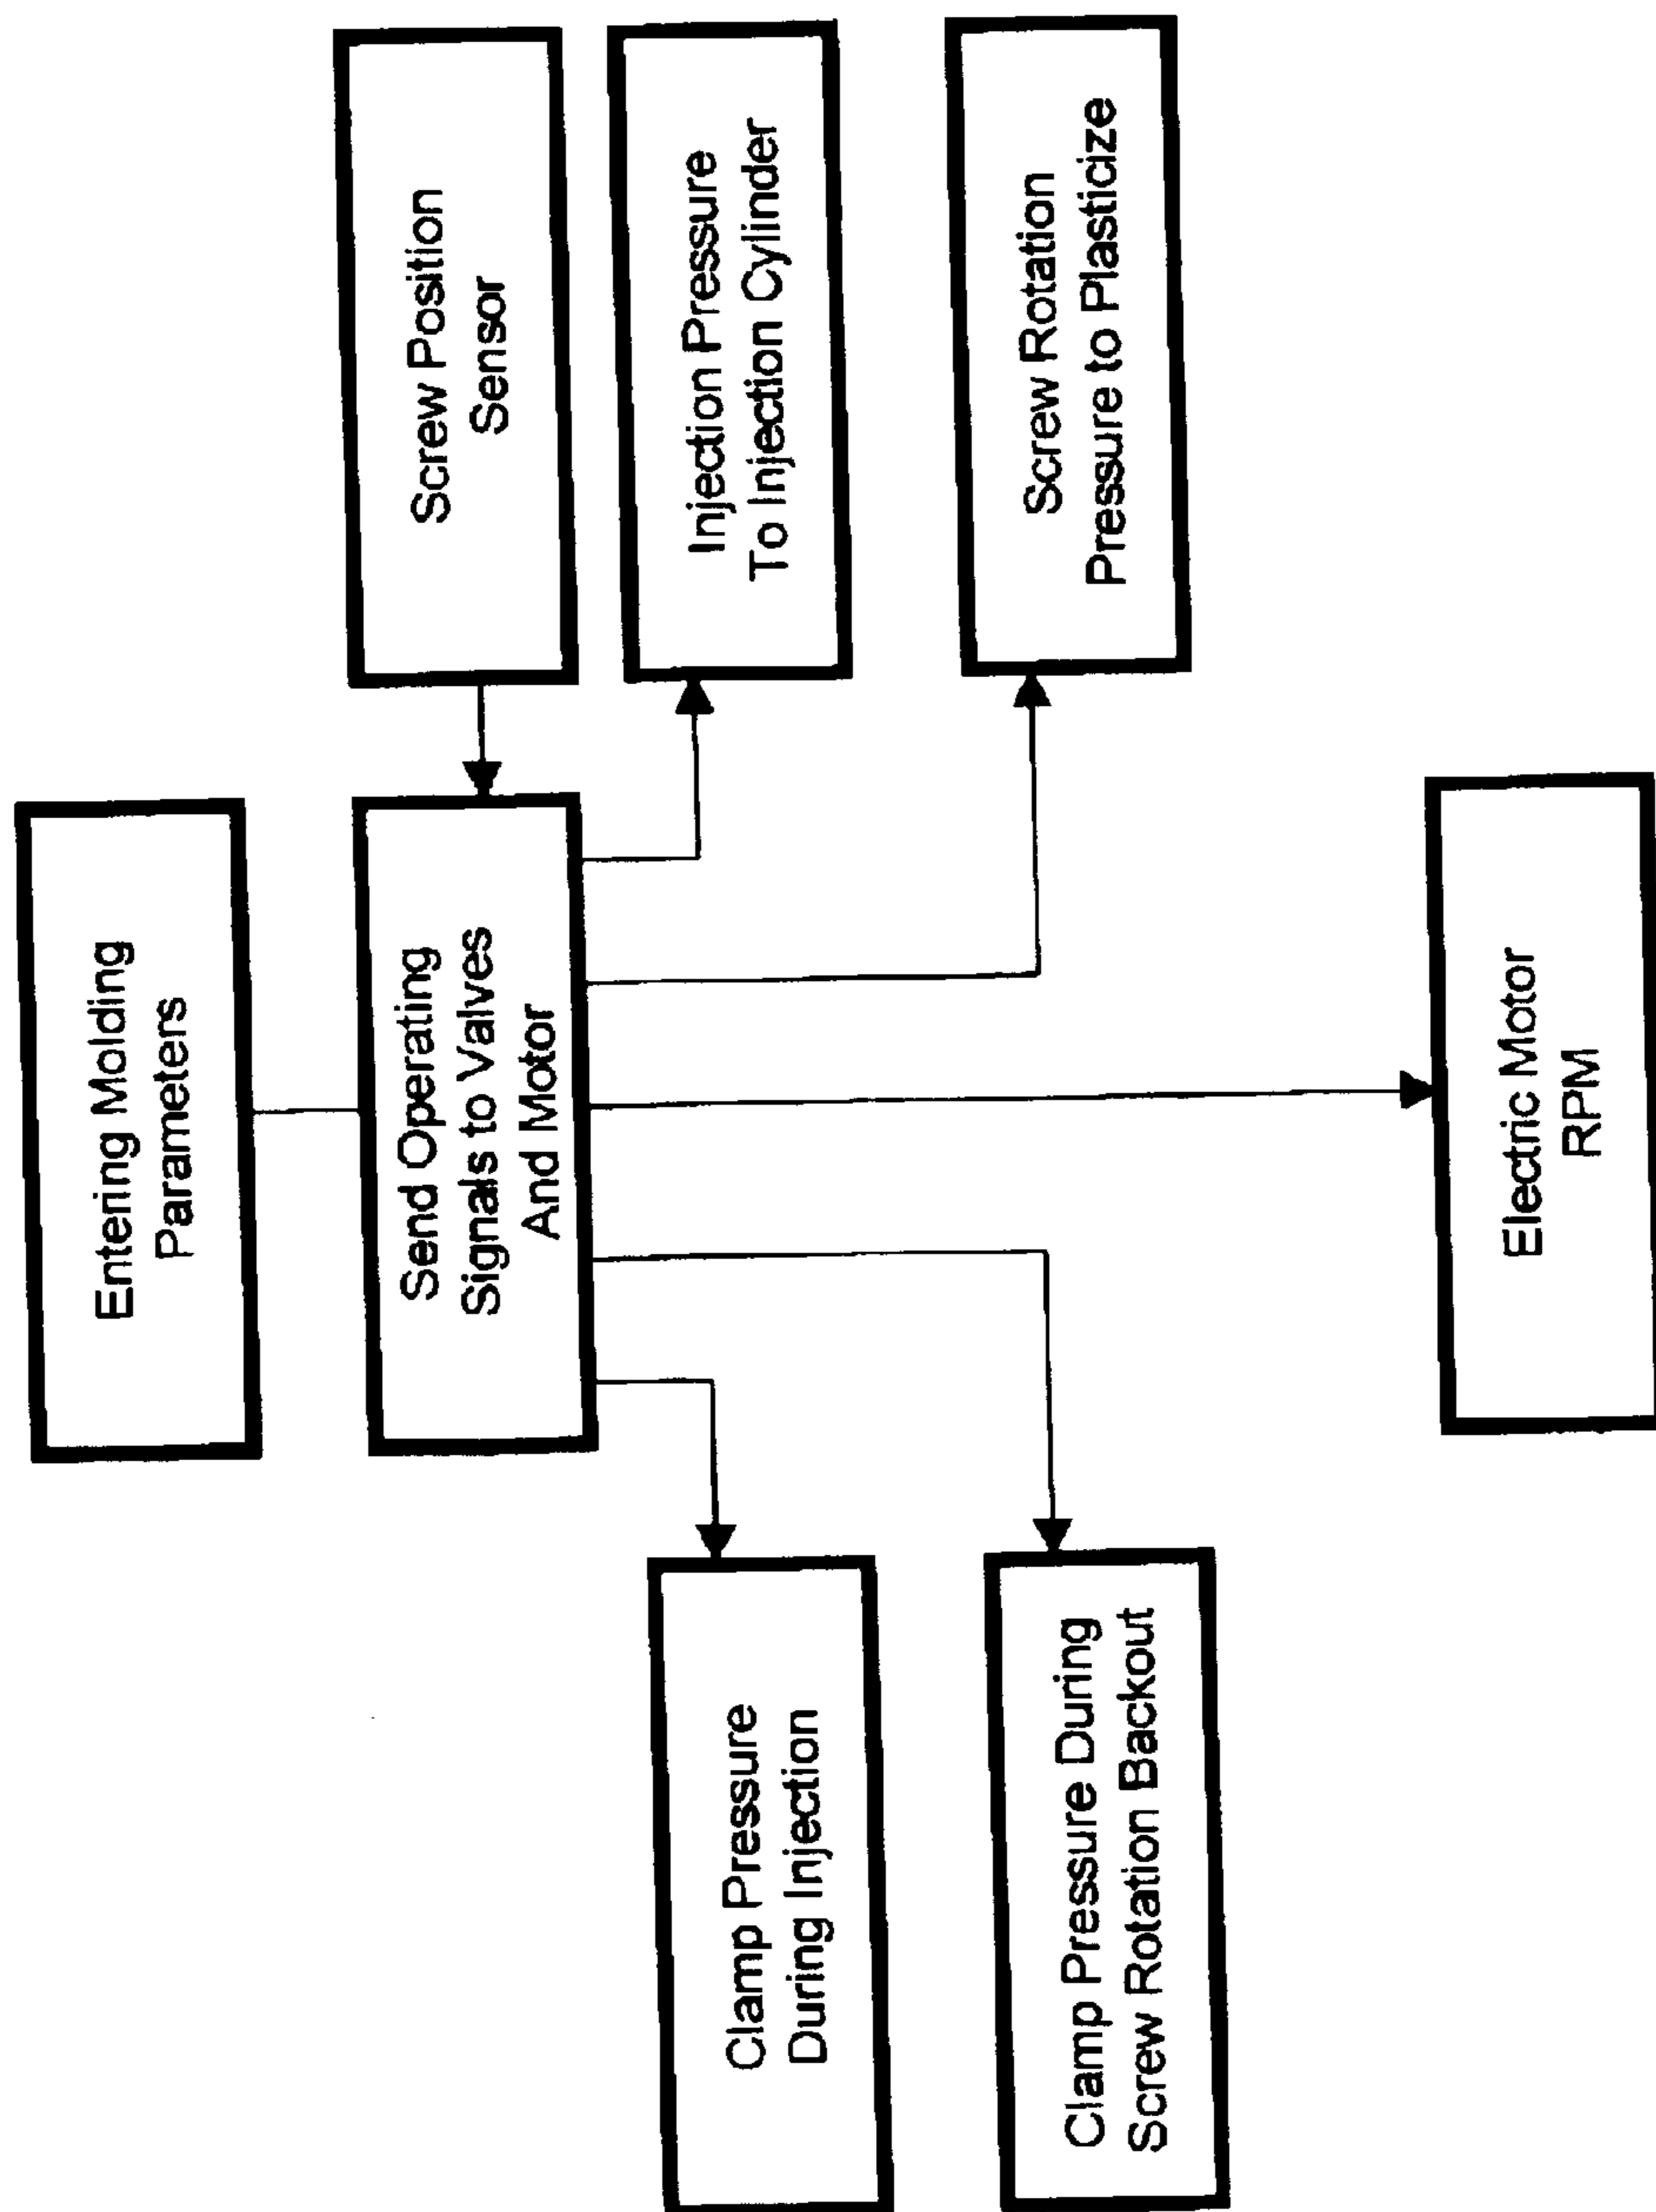 Entering Molding
Parameters
Send Operating
Signals to Valves
And Motor
Screw Position
Sensor
Clamp Pressure
During Injection
Injection Pressure
To Injection Cylinder
Clamp Pressure During
Screw Rotation Backout
Screw Rotation
Pressure to Plasticize
Electric Motor
RPM